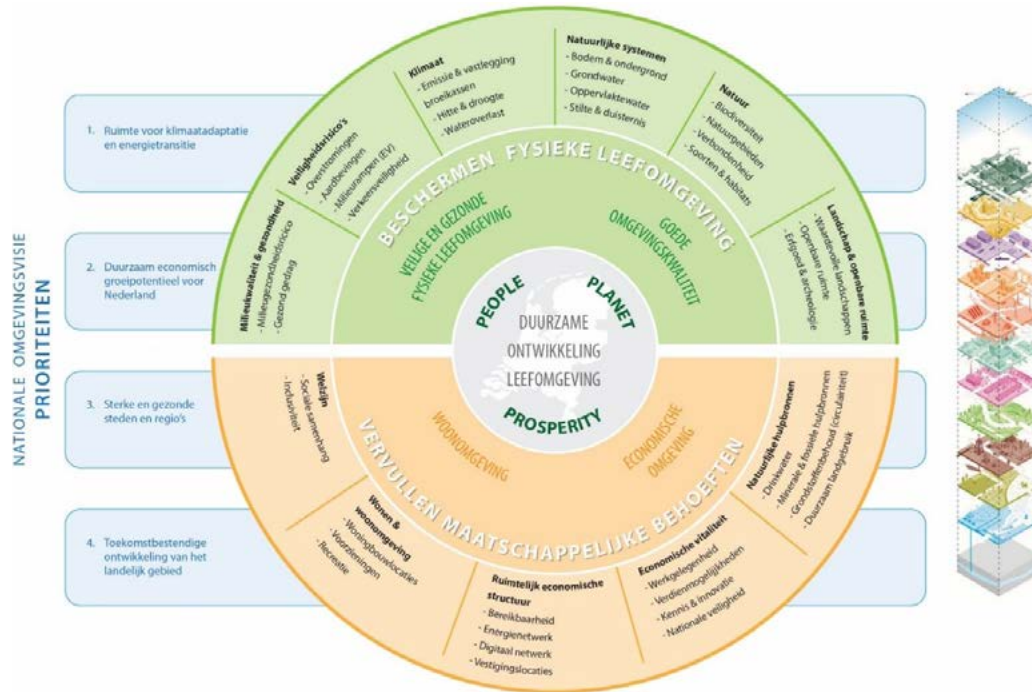 NATIONALE OMGEVINGSVISIE
PRIORITEITEN
1. Ruimte voor klimaatadaptatie
en energietransitie
2. Duurzaam economisch
groeipotentieel voor
Nederland
3. Sterke en gezonde
steden en regio's
4. Toekomstbestendige
ontwikkeling van het
landelijk gebied
BESCHERMEN FYSIEKE LEEFOMGEVING
VEILIGE EN GEZONDE
FYSIEKE LEEFOMGEVING
GOEDE
OMGEVINGSKWALITEIT
Milieukwaliteit & gezondheid
- Milieugezondheidsricico
- Gezond gedrag
Veiligheidsrisico's
- Overstromingen
- Aardbevingen
- Milieurampen (EV)
- Verkeersveiligheid
Klimaat
- Emissie & vastlegging
broeikassen
- Hitte & droogte
- Wateroverlast
Natuurlijke systemen
- Bodem & ondergrond
- Grondwater
- Oppervlaktewater
- Stilte & duisternis
Natuur
- Biodiversiteit
- Natuurgebieden
- Verbondenheid
- Soorten & habitats
Landschap & openbare ruimte
- Waardevolle landschappen
- Openbare ruimte
- Erfgoed & archeologie
PEOPLE
PLANET
DUURZAME
ONTWIKKELING
LEEFOMGEVING
PROSPERITY
WOONOMGEVING
ECONOMISCHE
OMGEVING
VERVULLEN MAATSCHAPPELIJKE BEHOEFTEN
Welzijn
- Sociale samenhang
- Inclusiviteit
Wonen &
woonomgeving
- Woningbouwlocaties
- Voorzieningen
- Recreatie
Ruimtelijk economische
structuur
- Bereikbaarheid
- Energienetwerk
- Digitaal netwerk
- Vestigingslocaties
Economische vitaliteit
- Werkgelegenheid
- Verdienmogelijkheden
- Kennis & innovatie
- Nationale veiligheid
Natuurlijke hulpbronnen
- Drinkwater
- Minerale & fossiele hulpbronnen
- Grondstoffenbehoud (circulairiteit)
- Duurzaam landgebruik